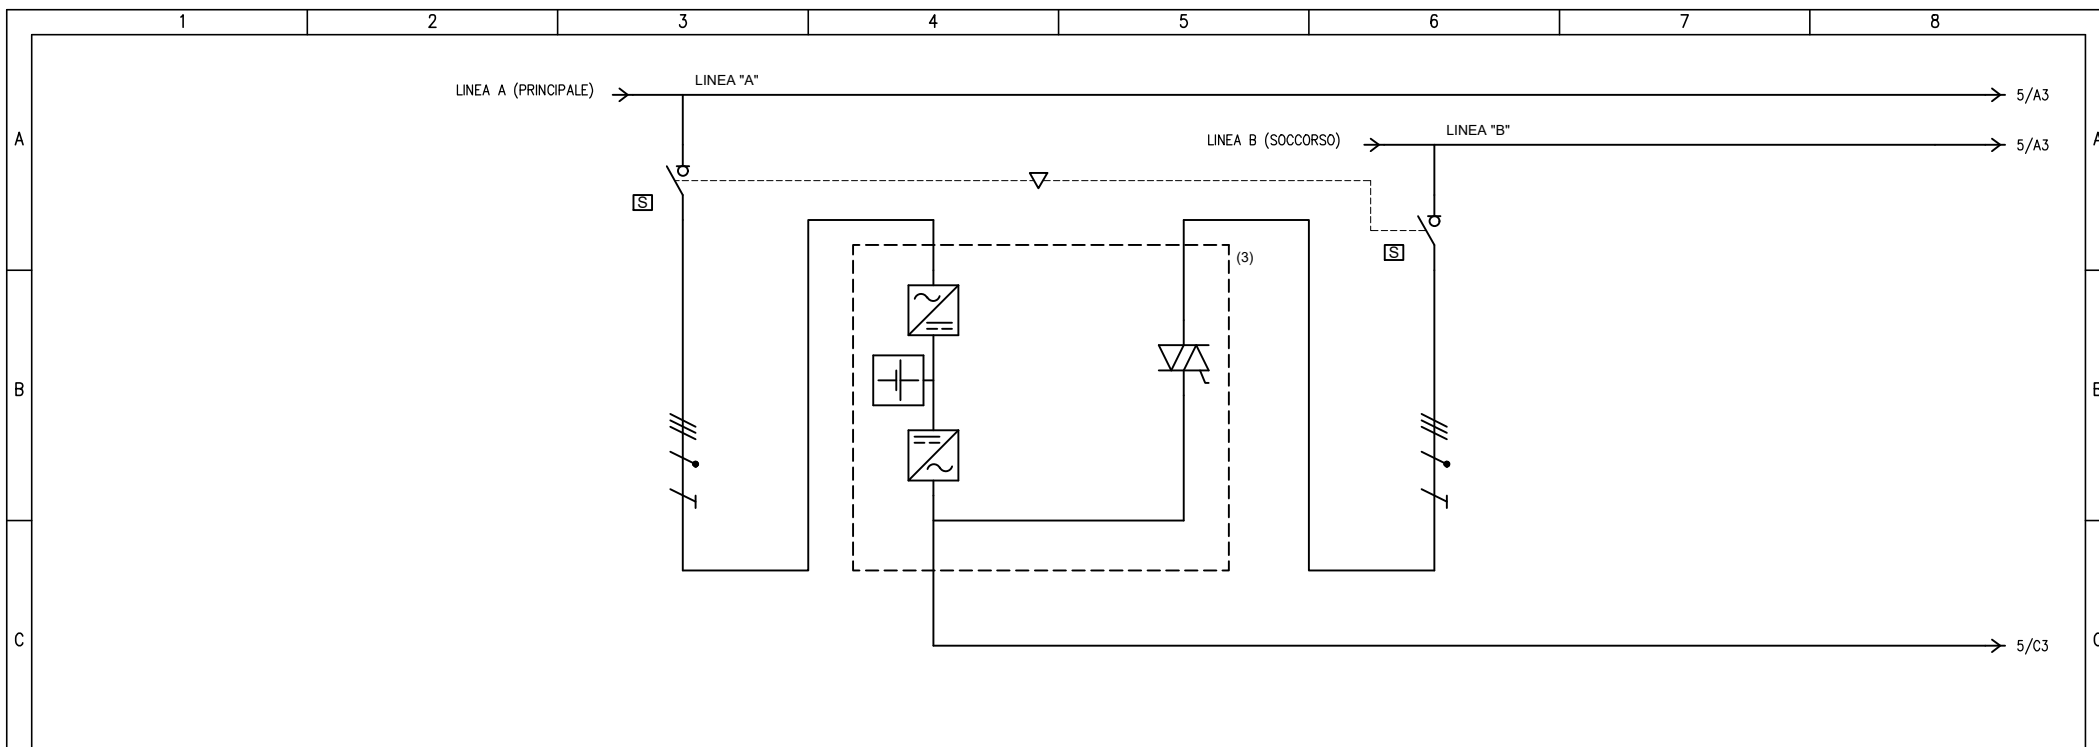 1 2 3 4 5 6 7 8
LINEA A (PRINCIPALE) LINEA "A" 5/A3
A LINEA B (SOCCORSO) LINEA "B" 5/A3 A
S
S
(3)
B B
C 5/C3 C